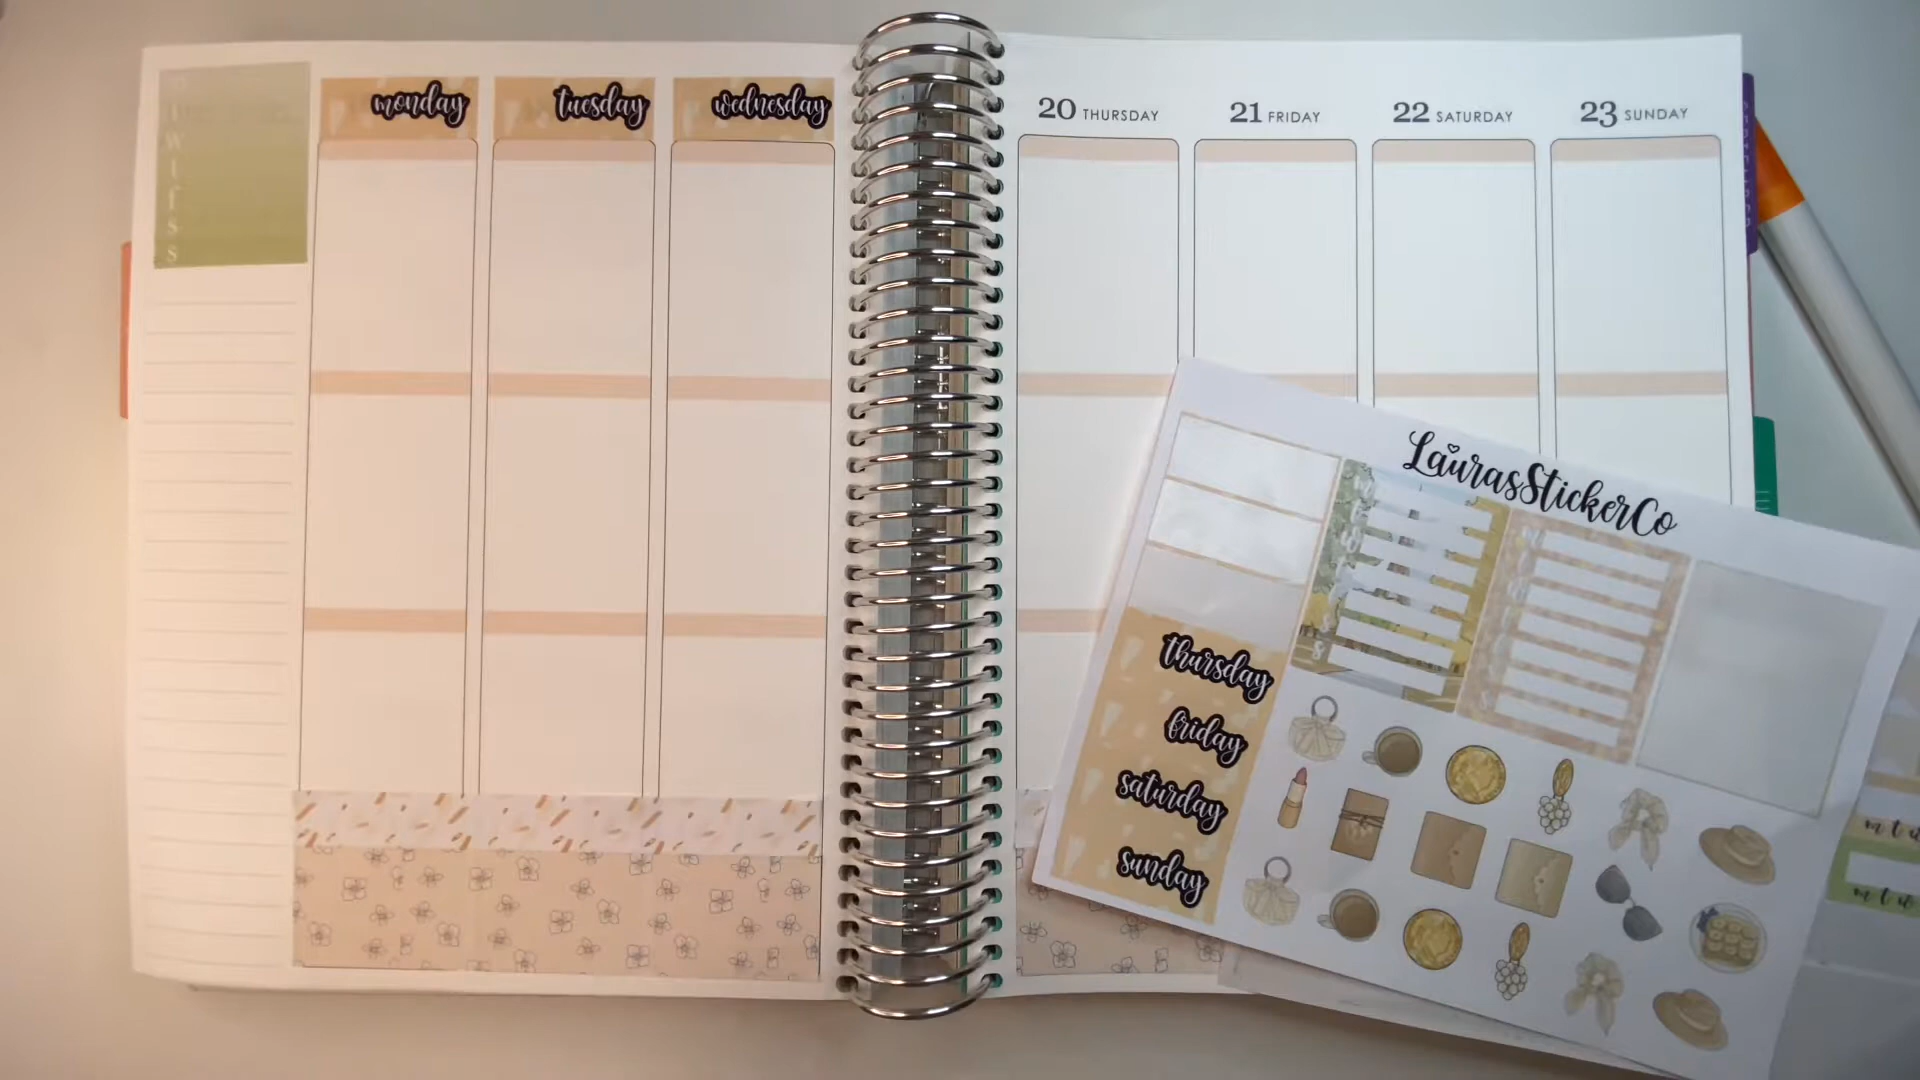 monday
tuesday
wednesday
20 THURSDAY
21 FRIDAY
22 SATURDAY
23 SUNDAY
T
W
T
F
S
S
LaurasStickerCo
thursday
friday
saturday
sunday
S
m t w
m t w